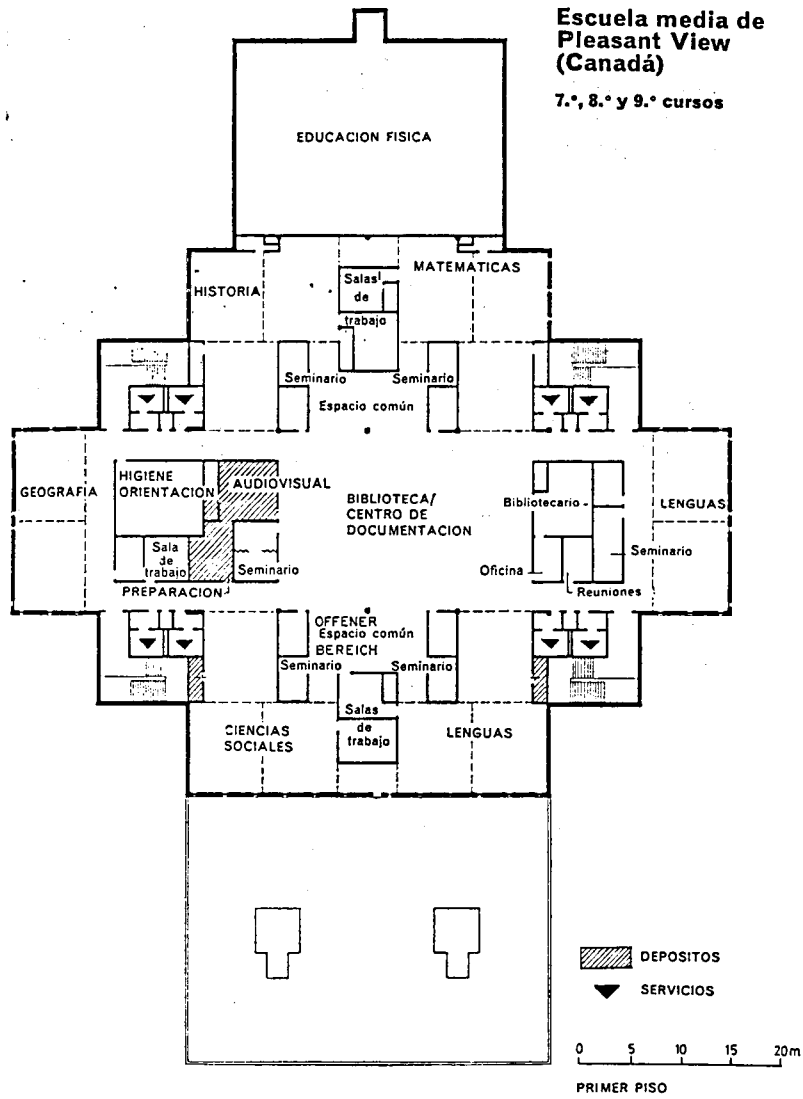 Escuela media de
Pleasant View
(Canadá)
7.º, 8.º y 9.º cursos
EDUCACION FISICA
MATEMATICAS
HISTORIA
Salas
de
trabajo
Seminario
Seminario
Espacio común
GEOGRAFIA
HIGIENE
ORIENTACION
AUDIOVISUAL
BIBLIOTECA/
CENTRO DE
DOCUMENTACION
Bibliotecario
LENGUAS
Sala
de
trabajo
Seminario
Seminario
Oficina
Reuniones
PREPARACION
OFFENER
Espacio común
BEREICH
Seminario
Seminario
Salas
de
trabajo
CIENCIAS
SOCIALES
LENGUAS
DEPOSITOS
SERVICIOS
0 5 10 15 20m
PRIMER PISO